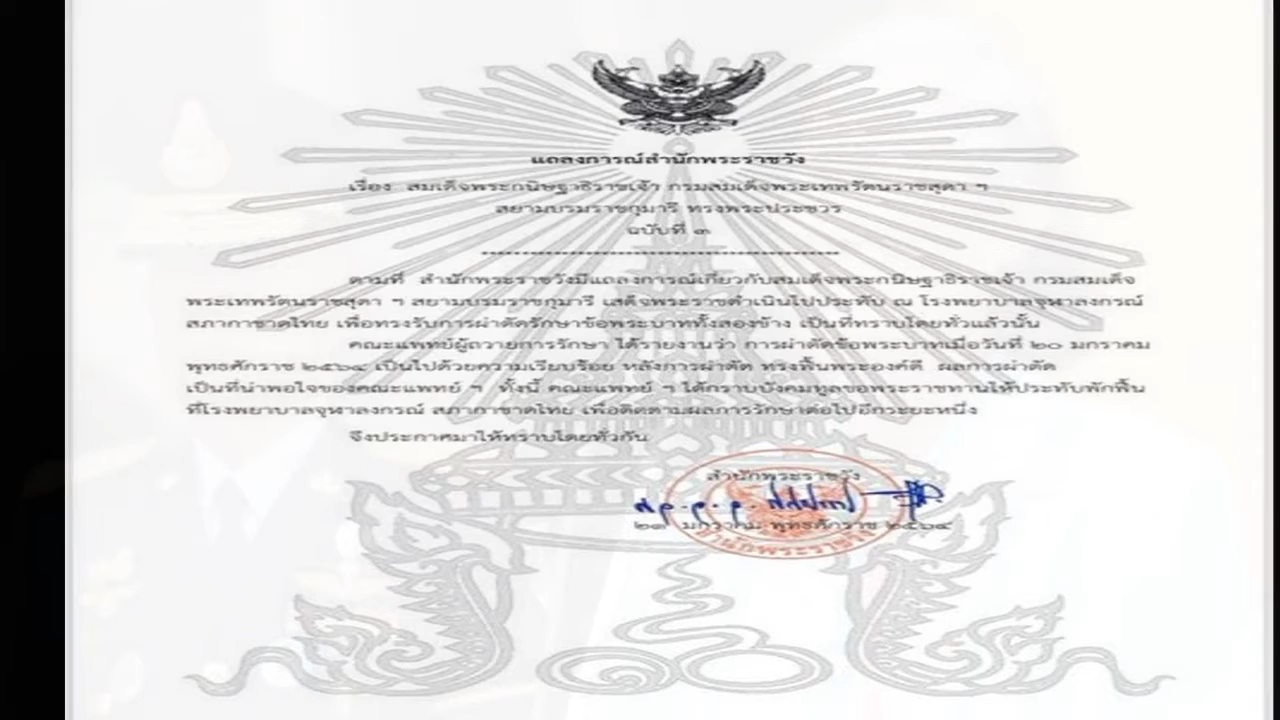 แถลงการณ์สำนักพระราชวัง
เรื่อง สมเด็จพระกนิษฐาธิราชเจ้า กรมสมเด็จพระเทพรัตนราชสุดา ฯ
สยามบรมราชกุมารี ทรงพระประชวร
ฉบับที่ ๓
ตามที่ สำนักพระราชวังมีแถลงการณ์เกี่ยวกับสมเด็จพระกนิษฐาธิราชเจ้า กรมสมเด็จ
พระเทพรัตนราชสุดา ฯ สยามบรมราชกุมารี เสด็จพระราชดำเนินไปประทับ ณ โรงพยาบาลจุฬาลงกรณ์
สภากาชาดไทย เพื่อทรงรับการผ่าตัดรักษาข้อพระบาททั้งสองข้าง เป็นที่ทราบโดยทั่วแล้วนั้น
คณะแพทย์ผู้ถวายการรักษา ได้รายงานว่า การผ่าตัดข้อพระบาทเมื่อวันที่ ๒๐ มกราคม
พุทธศักราช ๒๕๖๔ เป็นไปด้วยความเรียบร้อย หลังการผ่าตัด ทรงฟื้นพระองค์ดี ผลการผ่าตัด
เป็นที่น่าพอใจของคณะแพทย์ ฯ ทั้งนี้ คณะแพทย์ ฯ ได้กราบบังคมทูลขอพระราชทานให้ประทับพักฟื้น
ที่โรงพยาบาลจุฬาลงกรณ์ สภากาชาดไทย เพื่อติดตามผลการรักษาต่อไปอีกระยะหนึ่ง
จึงประกาศมาให้ทราบโดยทั่วกัน
สำนักพระราชวัง
๒๑ มกราคม พุทธศักราช ๒๕๖๔
สำนักพระราชวัง